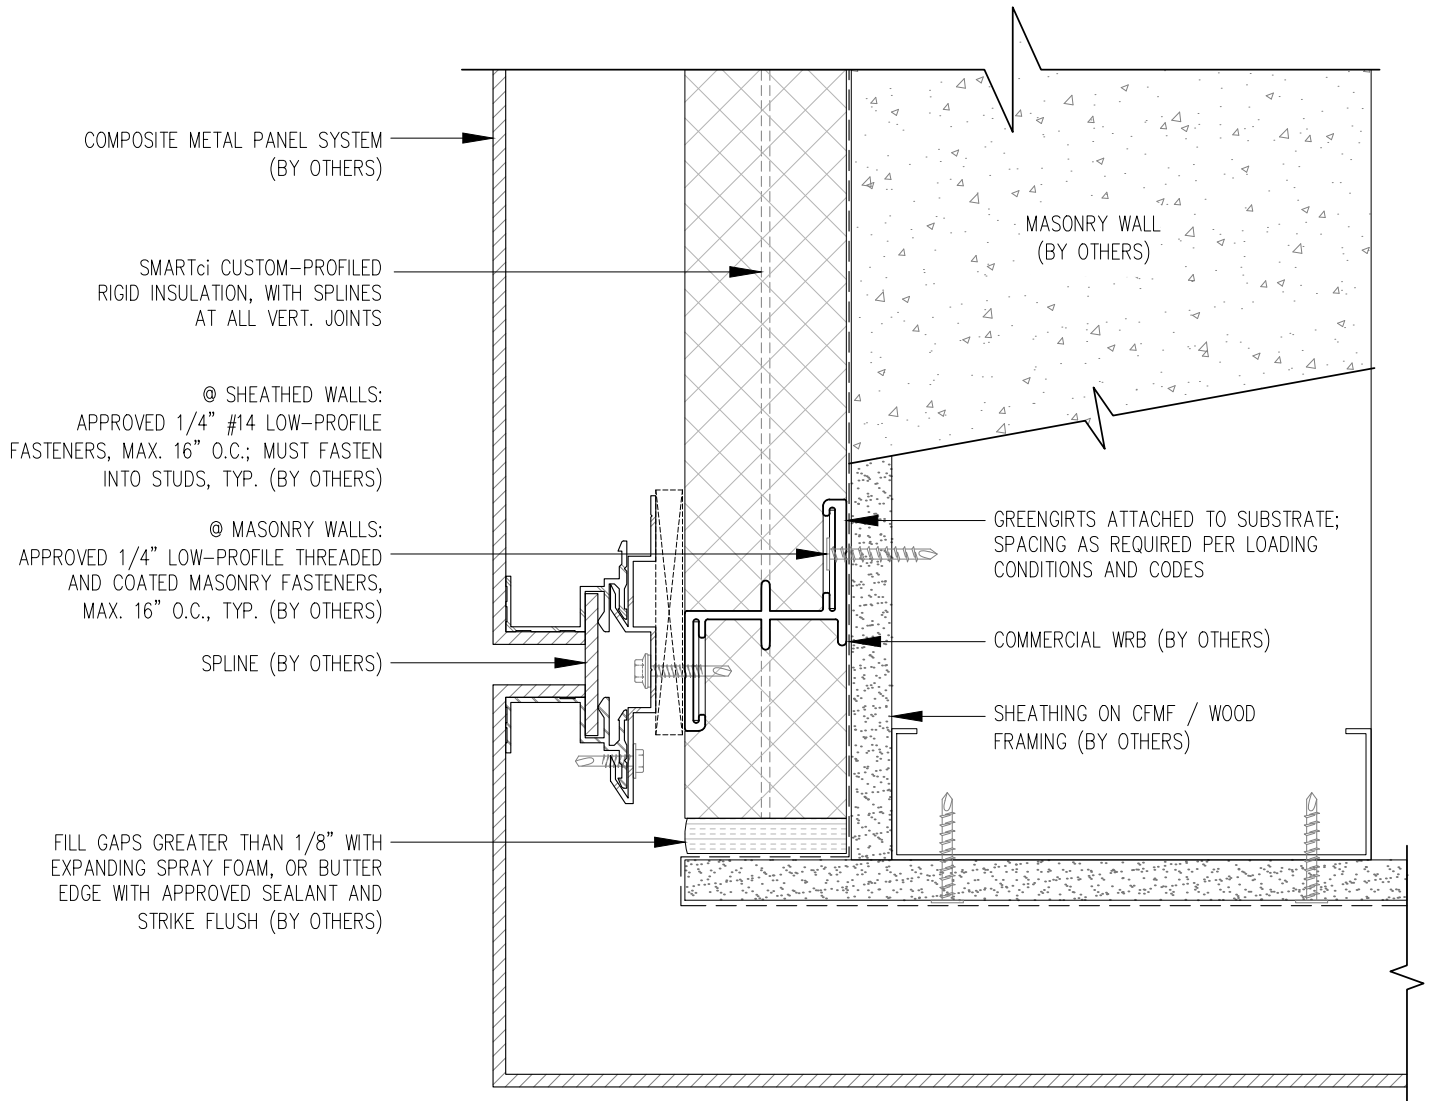 COMPOSITE METAL PANEL SYSTEM
(BY OTHERS)
SMARTci CUSTOM-PROFILED
RIGID INSULATION, WITH SPLINES
AT ALL VERT. JOINTS
@ SHEATHED WALLS:
APPROVED 1/4" #14 LOW-PROFILE
FASTENERS, MAX. 16" O.C.; MUST FASTEN
INTO STUDS, TYP. (BY OTHERS)
@ MASONRY WALLS:
APPROVED 1/4" LOW-PROFILE THREADED
AND COATED MASONRY FASTENERS,
MAX. 16" O.C., TYP. (BY OTHERS)
SPLINE (BY OTHERS)
FILL GAPS GREATER THAN 1/8" WITH
EXPANDING SPRAY FOAM, OR BUTTER
EDGE WITH APPROVED SEALANT AND
STRIKE FLUSH (BY OTHERS)
MASONRY WALL
(BY OTHERS)
GREENGIRTS ATTACHED TO SUBSTRATE;
SPACING AS REQUIRED PER LOADING
CONDITIONS AND CODES
COMMERCIAL WRB (BY OTHERS)
SHEATHING ON CFMF / WOOD
FRAMING (BY OTHERS)